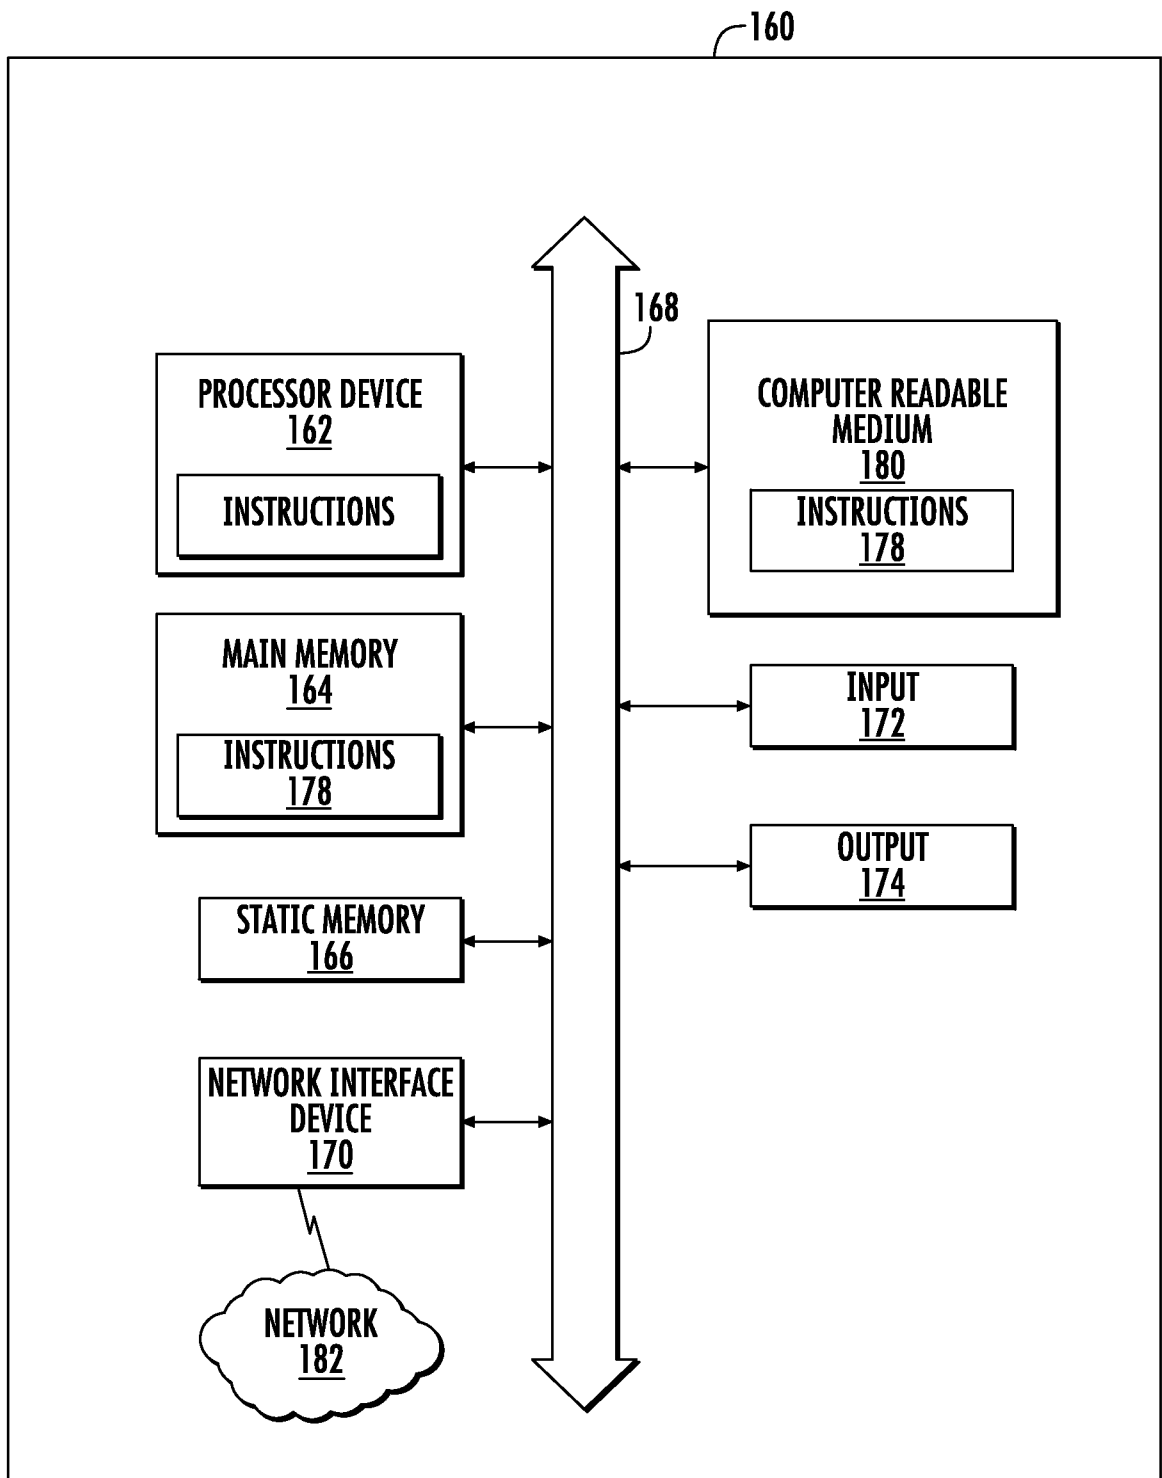 160
168
PROCESSOR DEVICE
162
INSTRUCTIONS
MAIN MEMORY
164
INSTRUCTIONS
178
STATIC MEMORY
166
NETWORK INTERFACE
DEVICE
170
NETWORK
182
COMPUTER READABLE
MEDIUM
180
INSTRUCTIONS
178
INPUT
172
OUTPUT
174